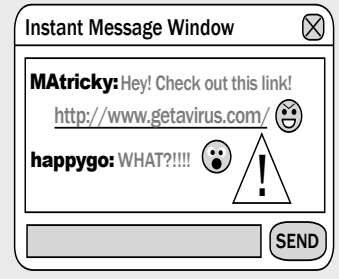 Instant Message Window
MAtricky: Hey! Check out this link!
http://www.getavirus.com/
happygo: WHAT?!!!!
!
SEND